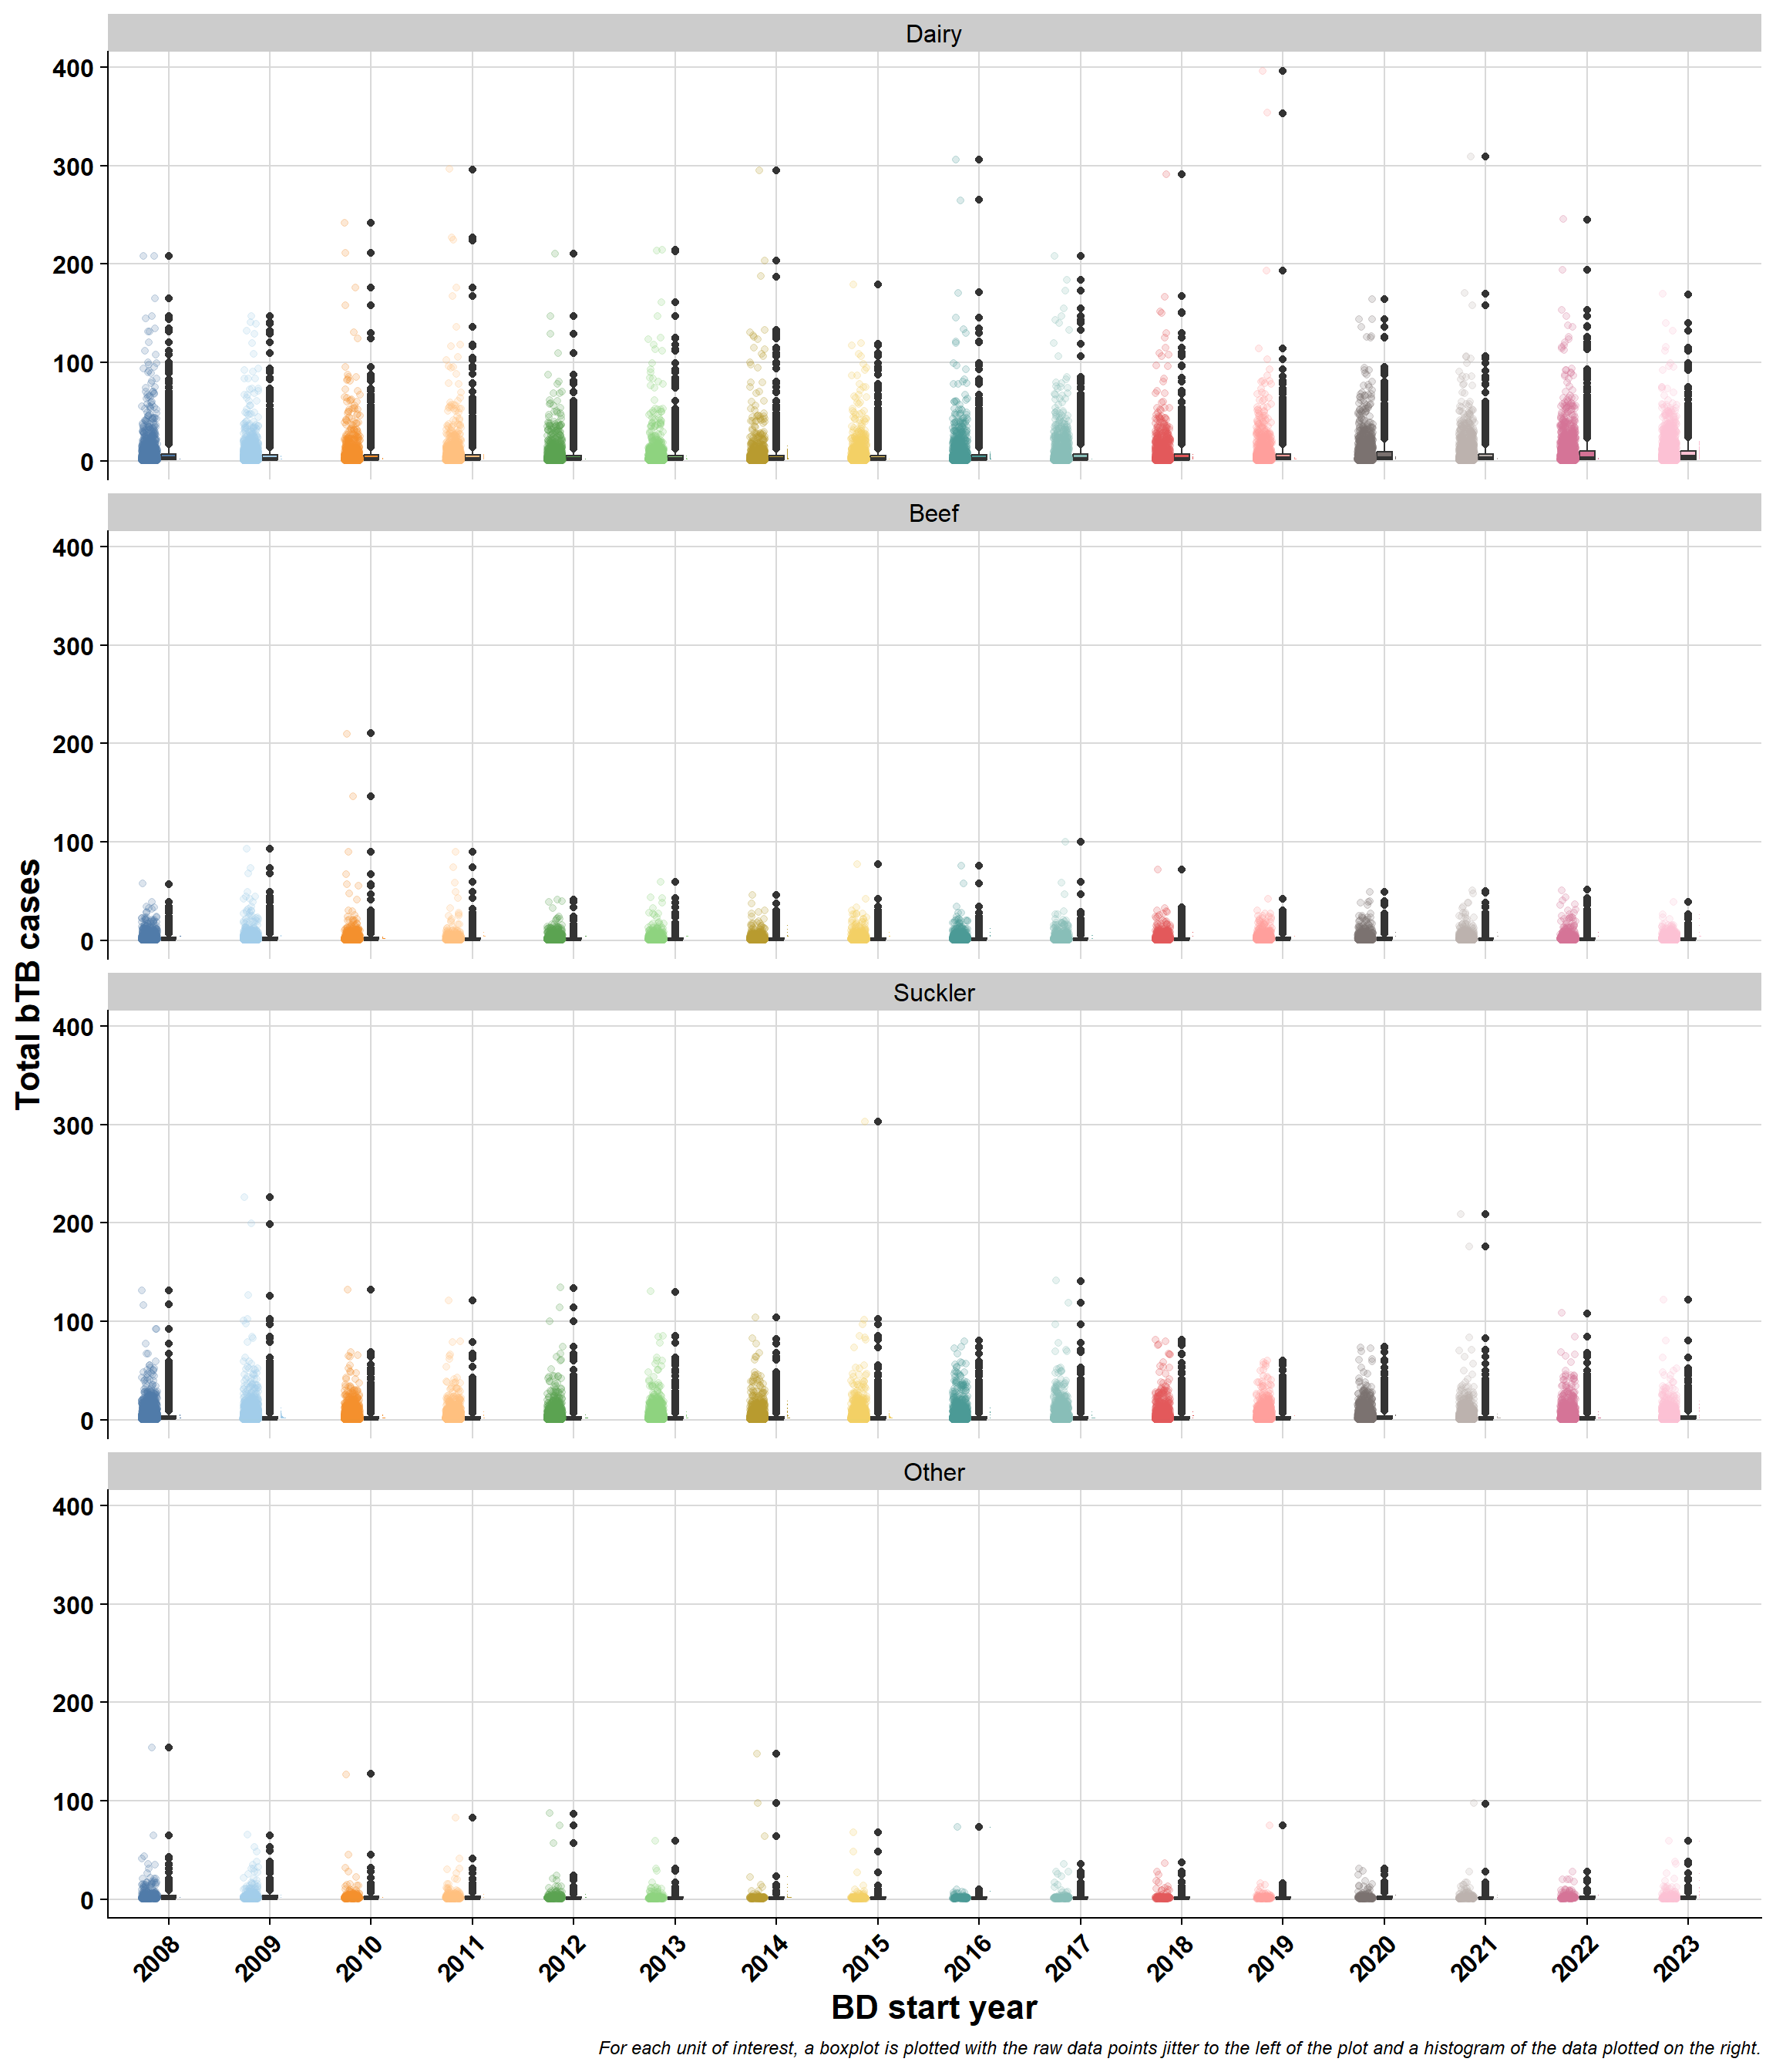 Dairy
400
300
200
100
0
Beef
400
300
200
100
0
Suckler
400
300
200
100
0
Other
400
300
200
100
0
Total bTB cases
2008 2009 2010 2011 2012 2013 2014 2015 2016 2017 2018 2019 2020 2021 2022 2023
BD start year
For each unit of interest, a boxplot is plotted with the raw data points jitter to the left of the plot and a histogram of the data plotted on the right.